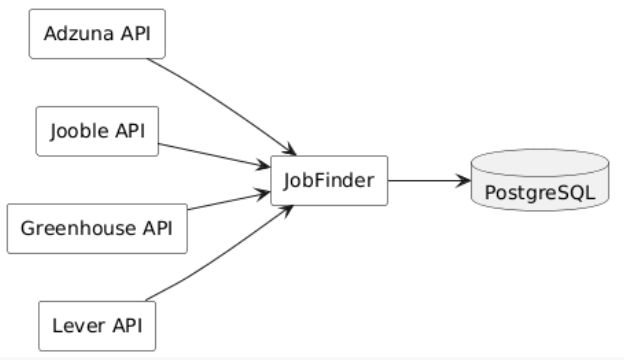 Adzuna API
Jooble API
JobFinder
PostgreSQL
Greenhouse API
Lever API